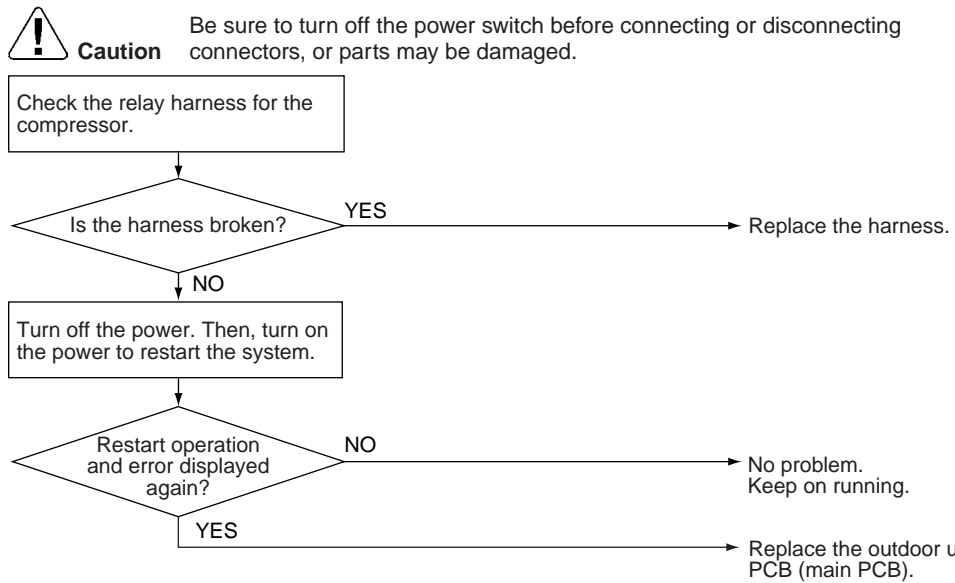 Be sure to turn off the power switch before connecting or disconnecting
Caution connectors, or parts may be damaged.
Check the relay harness for the
compressor.
Is the harness broken?
YES
Replace the harness.
NO
Turn off the power. Then, turn on
the power to restart the system.
Restart operation
and error displayed
again?
NO
No problem.
Keep on running.
YES
Replace the outdoor
PCB (main PCB).